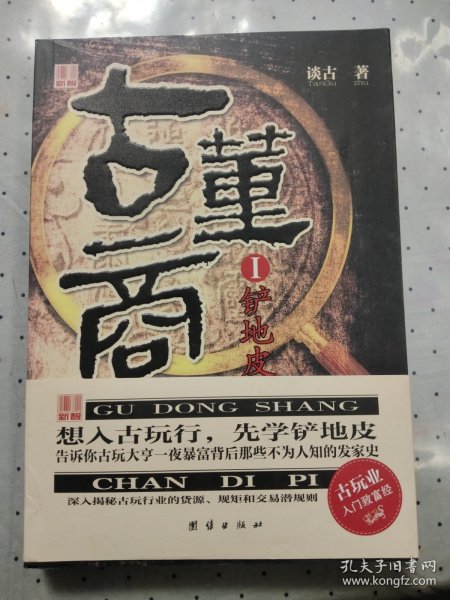 新智
谈古 著
TanGu zhu
古董商
I
铲地皮
新智
GU DONG SHANG
想入古玩行，先学铲地皮
告诉你古玩大亨一夜暴富背后那些不为人知的发家史
CHAN DI PI
深入揭秘古玩行业的货源、规矩和交易潜规则
团结出版社
古玩业
入门致富经
孔夫子旧书网
www.kongfz.com